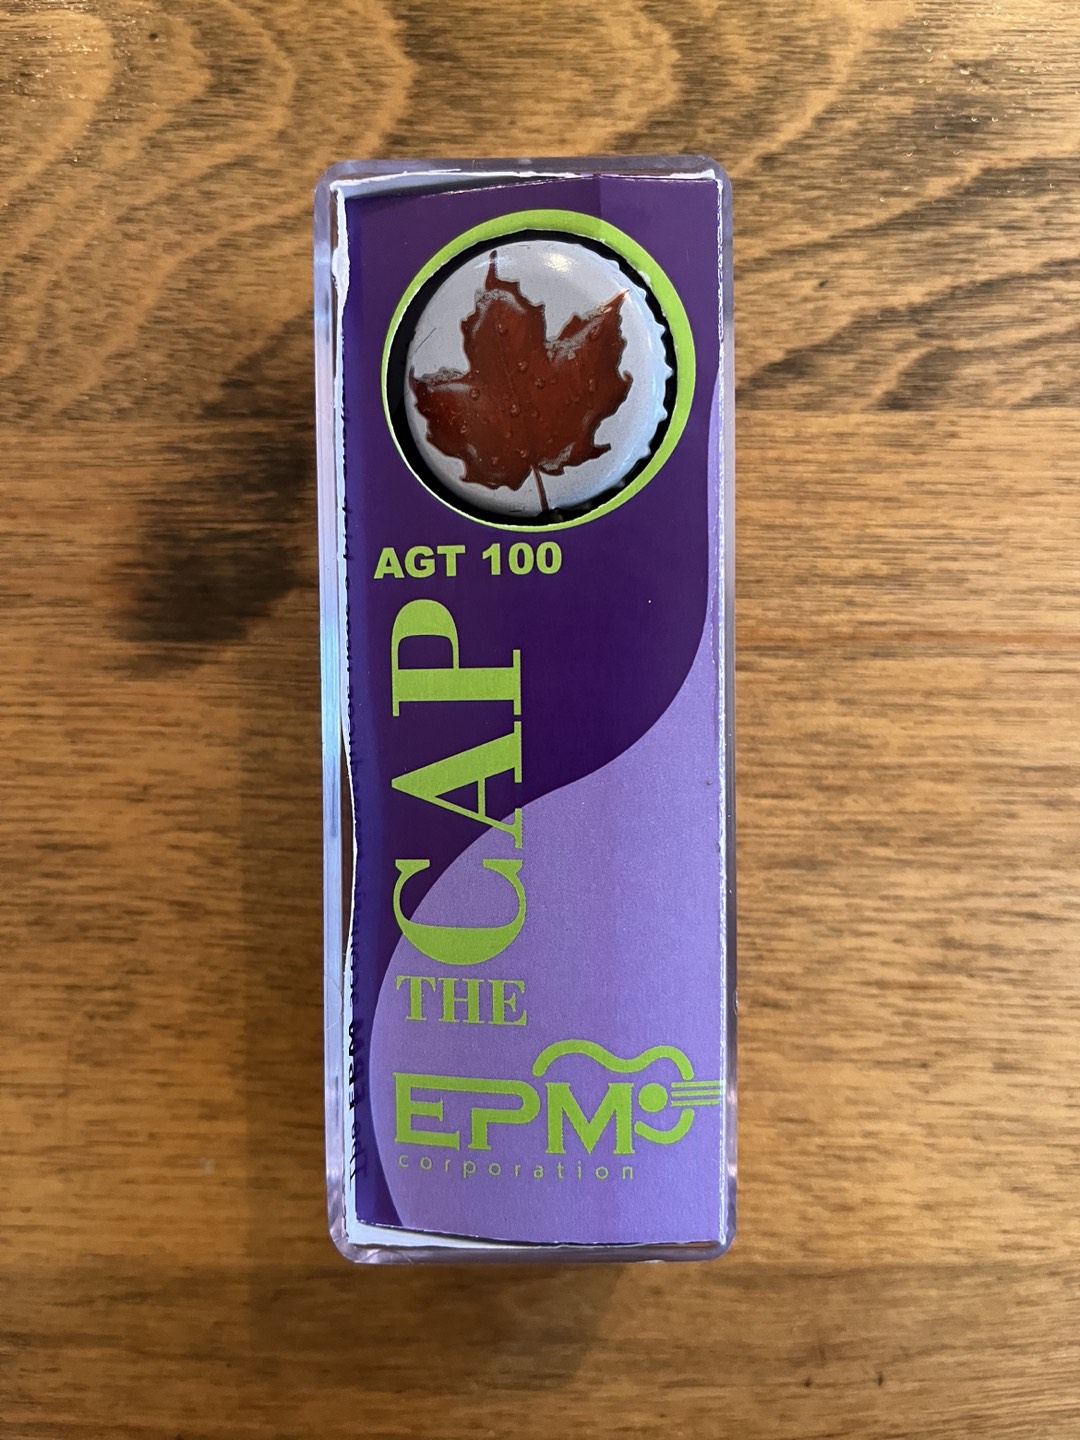 AGT 100
THE CAP
EPM
corporation